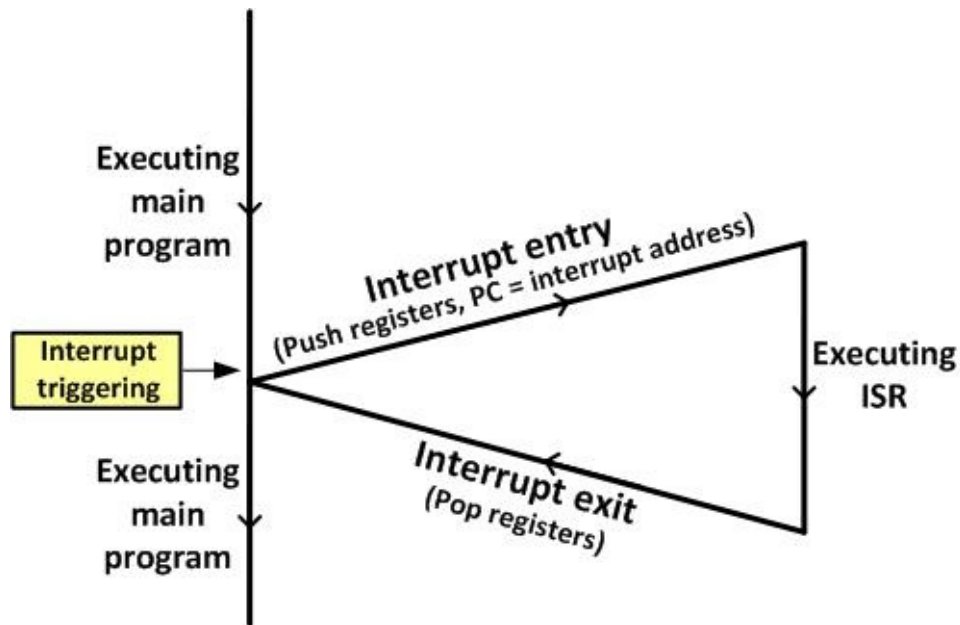 Executing
main
program
Interrupt entry
(Push registers, PC = interrupt address)
Interrupt
triggering
Executing
ISR
Interrupt exit
(Pop registers)
Executing
main
program